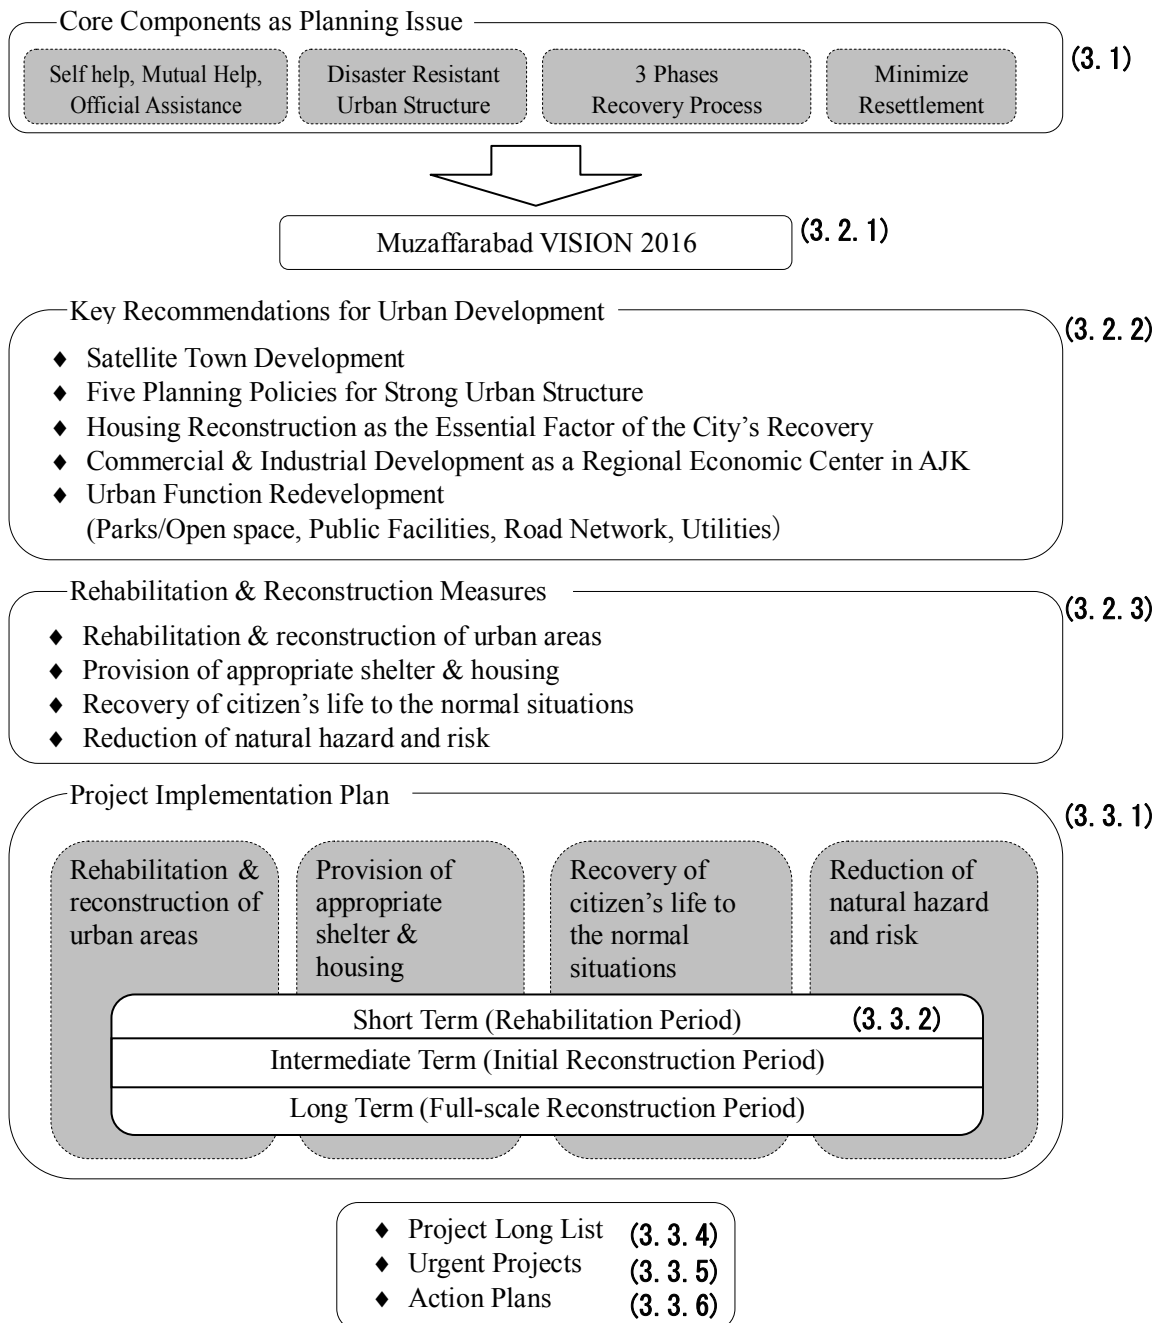 Core Components as Planning Issue
(3.1)
Self help, Mutual Help,
Official Assistance
Disaster Resistant
Urban Structure
3 Phases
Recovery Process
Minimize
Resettlement
Muzaffarabad VISION 2016
(3.2.1)
Key Recommendations for Urban Development
(3.2.2)
♦ Satellite Town Development
♦ Five Planning Policies for Strong Urban Structure
♦ Housing Reconstruction as the Essential Factor of the City’s Recovery
♦ Commercial & Industrial Development as a Regional Economic Center in AJK
♦ Urban Function Redevelopment
(Parks/Open space, Public Facilities, Road Network, Utilities）
Rehabilitation & Reconstruction Measures
(3.2.3)
♦ Rehabilitation & reconstruction of urban areas
♦ Provision of appropriate shelter & housing
♦ Recovery of citizen’s life to the normal situations
♦ Reduction of natural hazard and risk
Project Implementation Plan
(3.3.1)
Rehabilitation &
reconstruction of
urban areas
Provision of
appropriate
shelter &
housing
Recovery of
citizen’s life to
the normal
situations
Reduction of
natural hazard
and risk
Short Term (Rehabilitation Period) (3.3.2)
Intermediate Term (Initial Reconstruction Period)
Long Term (Full-scale Reconstruction Period)
♦ Project Long List (3.3.4)
♦ Urgent Projects (3.3.5)
♦ Action Plans (3.3.6)